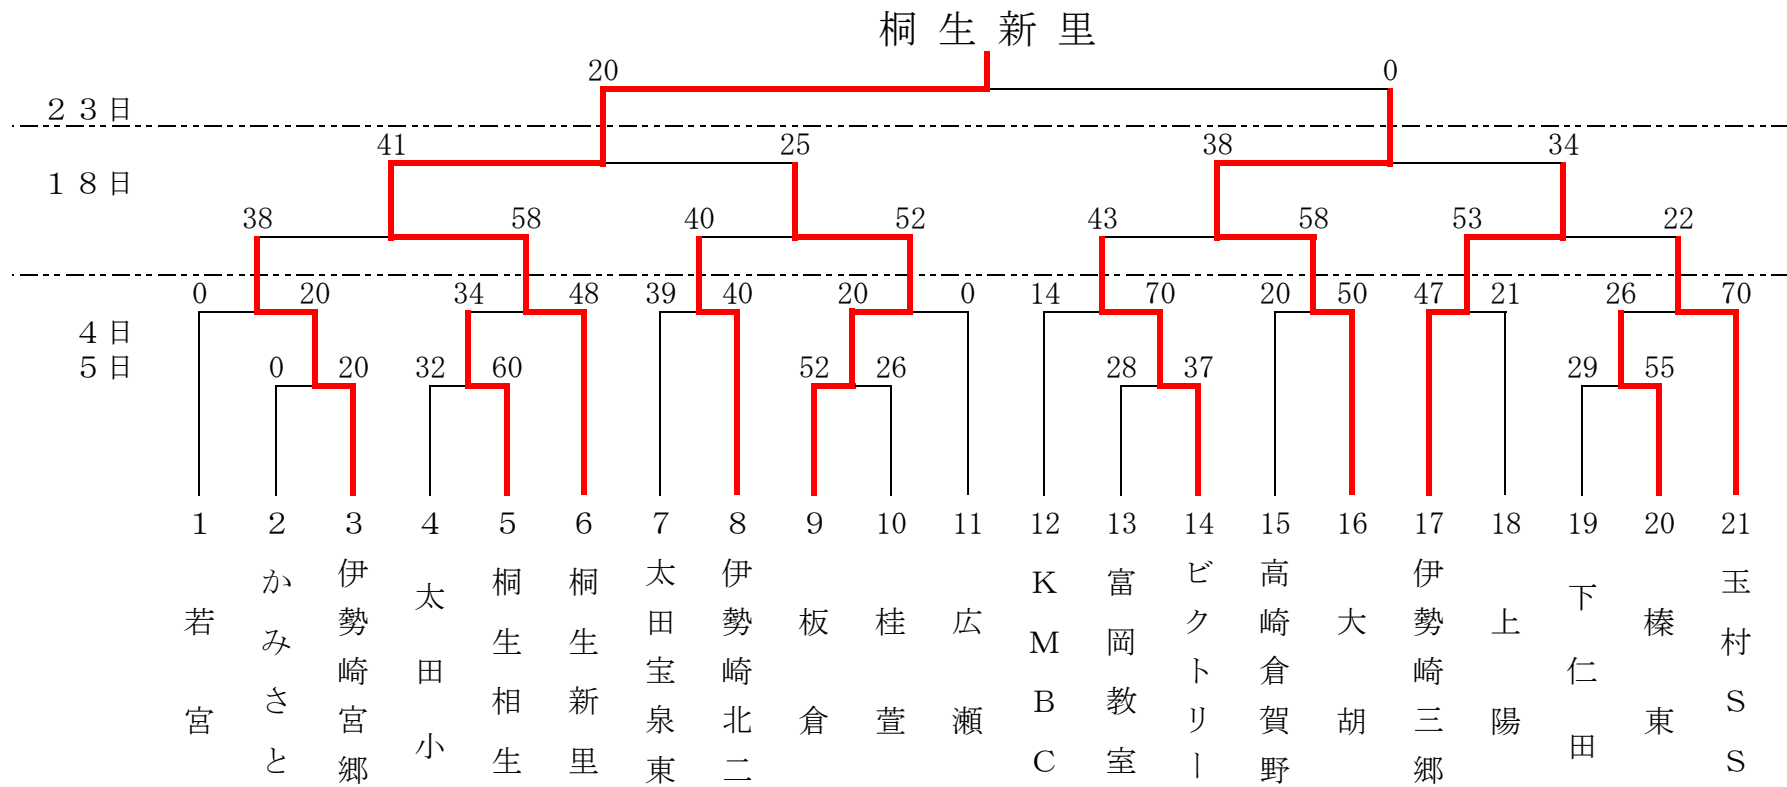 桐生新里
20 0
２３日
41 25 38 34
１８日
38 58 40 52 43 58 53 22
0 20 34 48 39 40 20 0 14 70 20 50 47 21 26 70
４日
５日
0 20 32 60 52 26 28 37 29 55
1 2 3 4 5 6 7 8 9 10 11 12 13 14 15 16 17 18 19 20 21
若宮
かみさと
伊勢崎宮郷
太田小
桐生相生
桐生新里
太田宝泉東
伊勢崎北二
板倉
桂萱
広瀬
ＫＭＢＣ
富岡教室
ビクトリー
高崎倉賀野
大胡
伊勢崎三郷
上陽
下仁田
榛東
玉村ＳＳ